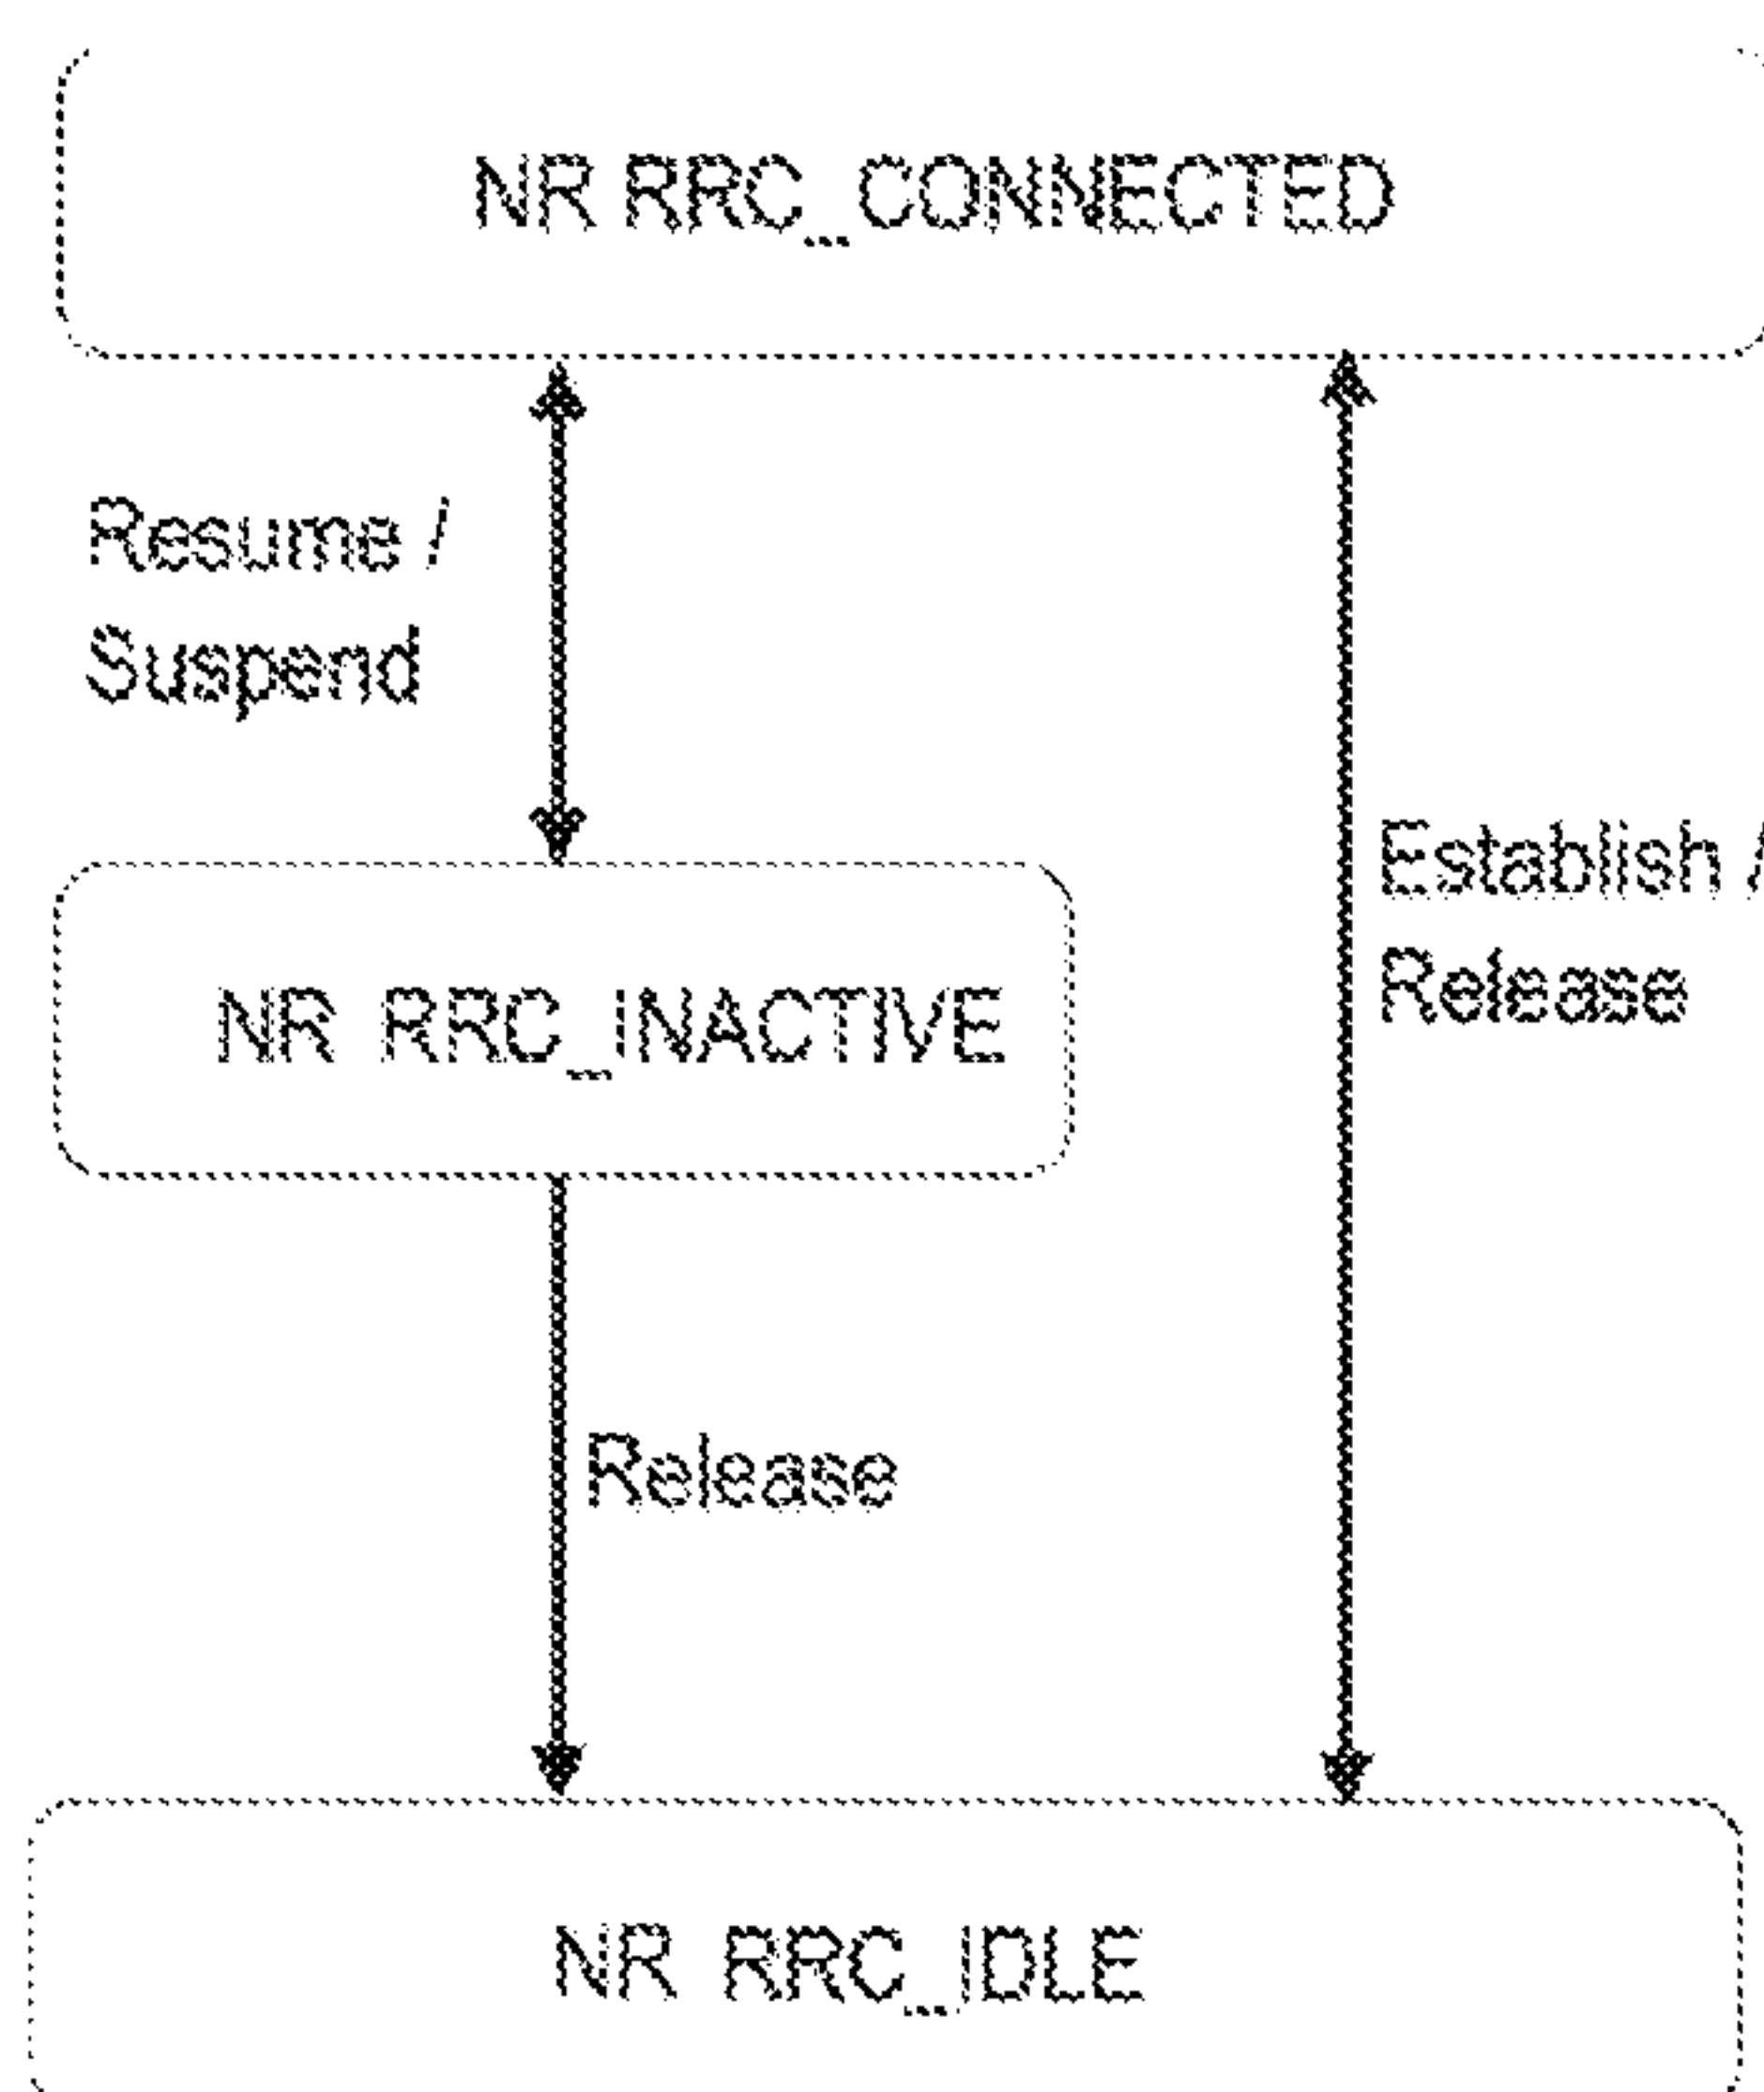 NR RRC_CONNECTED
Resume /
Suspend
Establish /
Release
NR RRC_INACTIVE
Release
NR RRC_IDLE